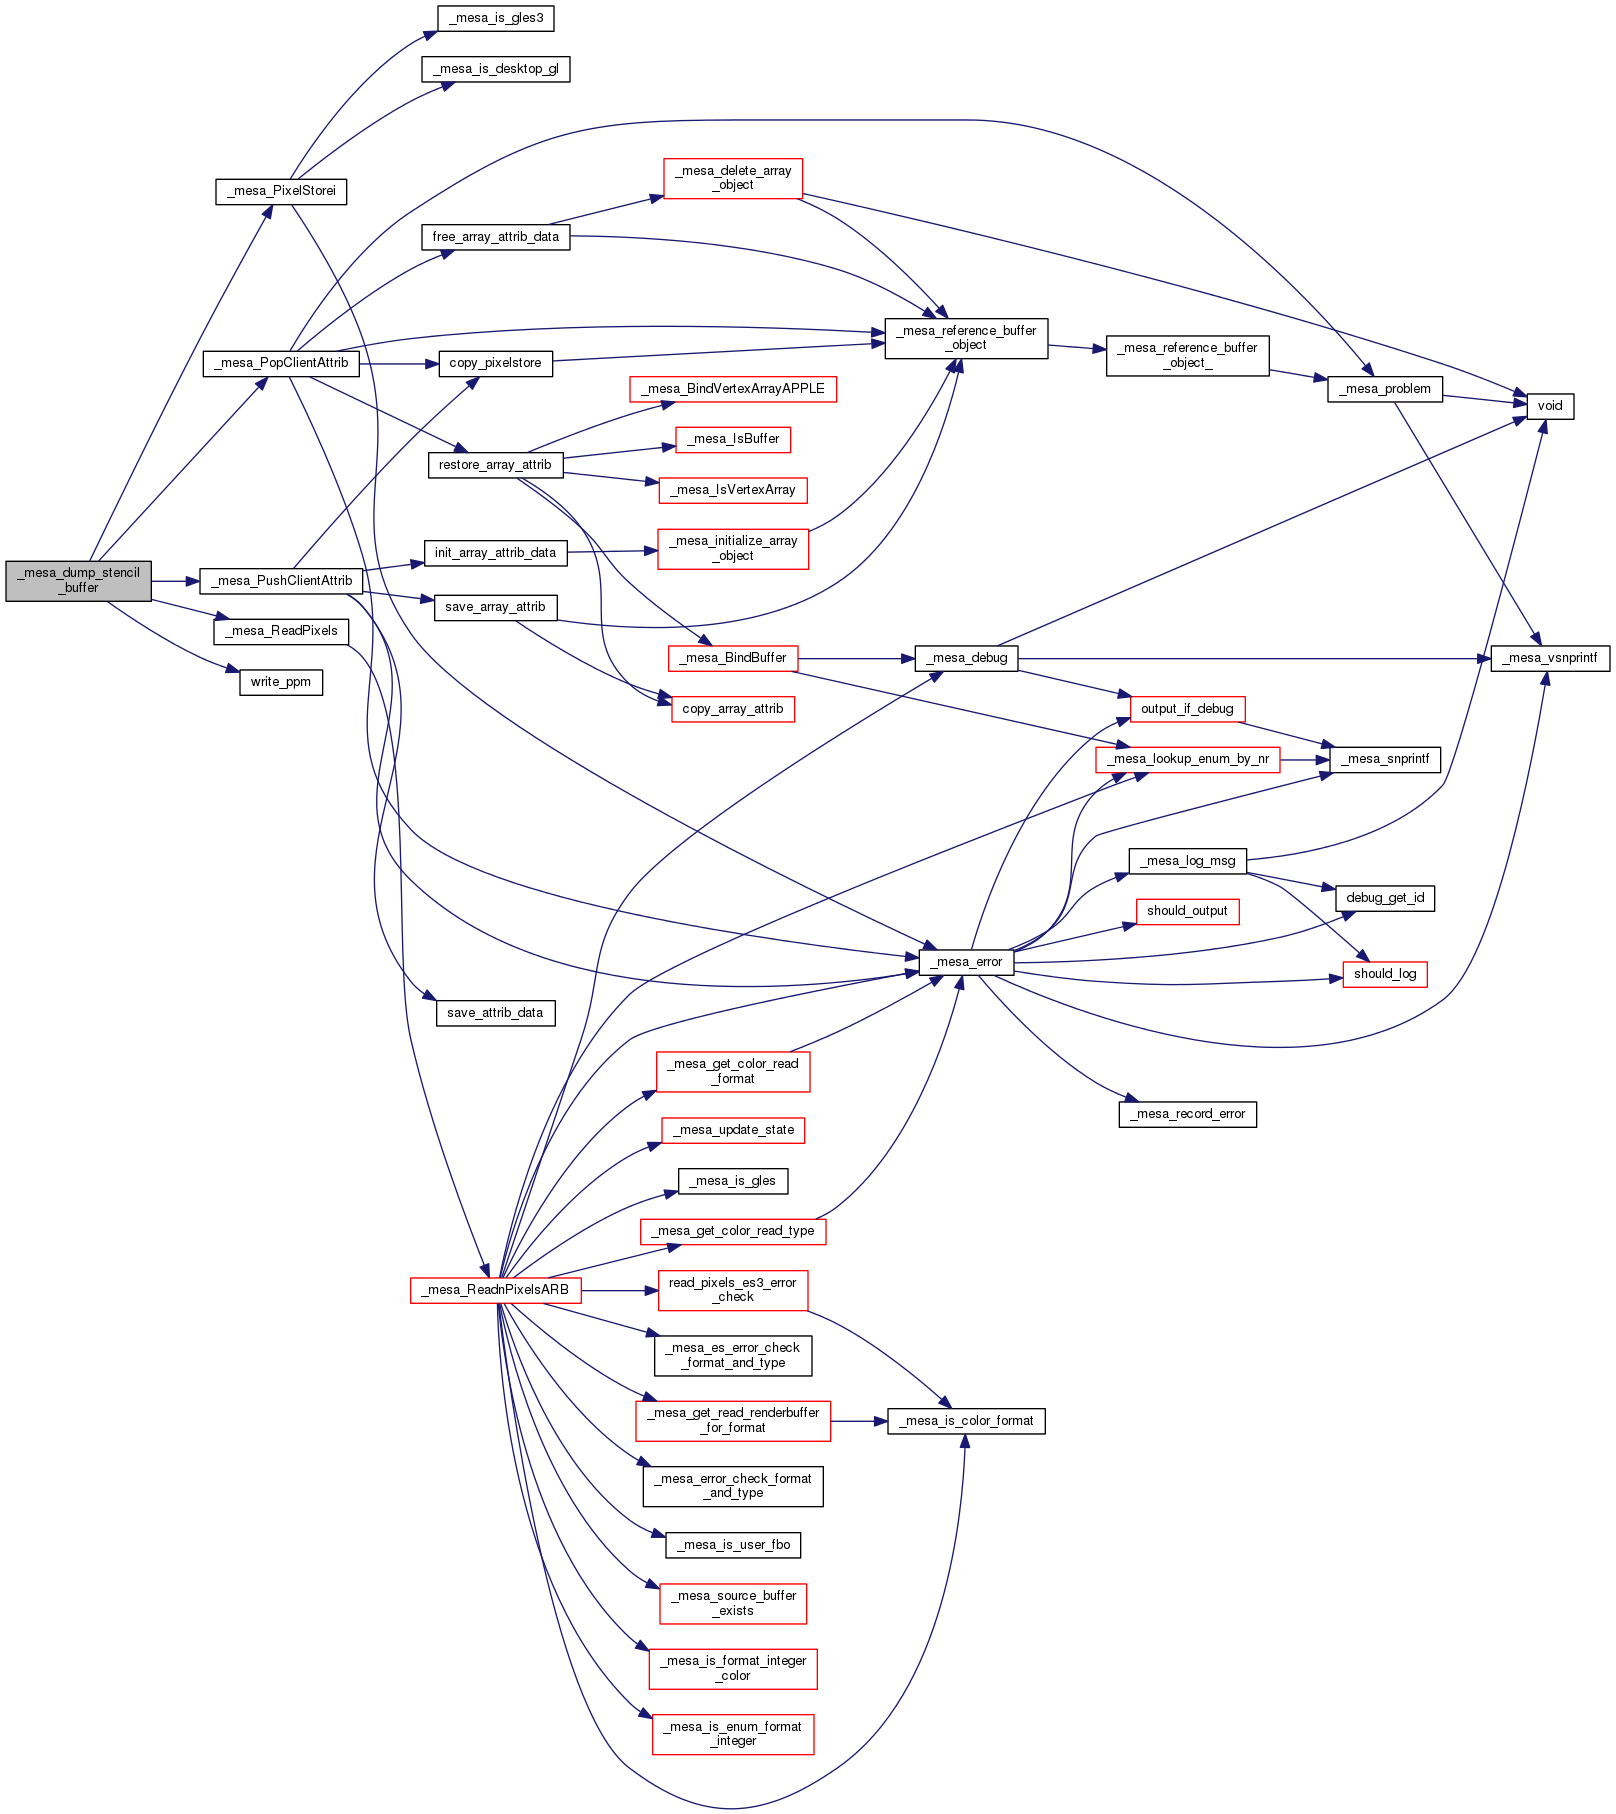 _mesa_is_gles3
_mesa_is_desktop_gl
_mesa_delete_array
_object
_mesa_PixelStorei
free_array_attrib_data
_mesa_reference_buffer
_object
_mesa_reference_buffer
_object_
_mesa_PopClientAttrib
copy_pixelstore
_mesa_BindVertexArrayAPPLE
_mesa_problem
void
_mesa_IsBuffer
restore_array_attrib
_mesa_IsVertexArray
_mesa_initialize_array
_object
init_array_attrib_data
_mesa_dump_stencil
_buffer
_mesa_PushClientAttrib
save_array_attrib
_mesa_ReadPixels
_mesa_BindBuffer
_mesa_debug
_mesa_vsnprintf
write_ppm
copy_array_attrib
output_if_debug
_mesa_lookup_enum_by_nr
_mesa_snprintf
_mesa_log_msg
debug_get_id
should_output
_mesa_error
should_log
save_attrib_data
_mesa_get_color_read
_format
_mesa_record_error
_mesa_update_state
_mesa_is_gles
_mesa_get_color_read_type
_mesa_ReadnPixelsARB
read_pixels_es3_error
_check
_mesa_es_error_check
_format_and_type
_mesa_get_read_renderbuffer
_for_format
_mesa_is_color_format
_mesa_error_check_format
_and_type
_mesa_is_user_fbo
_mesa_source_buffer
_exists
_mesa_is_format_integer
_color
_mesa_is_enum_format
_integer